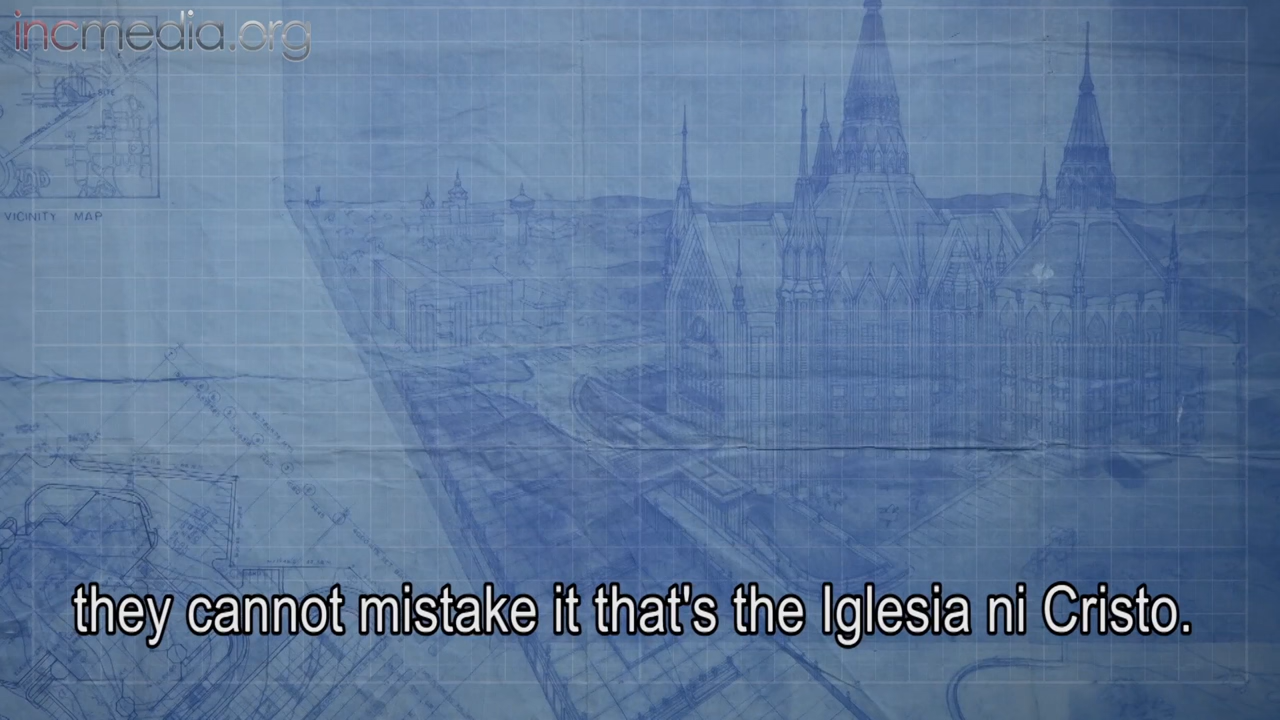 incmedia.org
VICINITY MAP
they cannot mistake it that's the Iglesia ni Cristo.